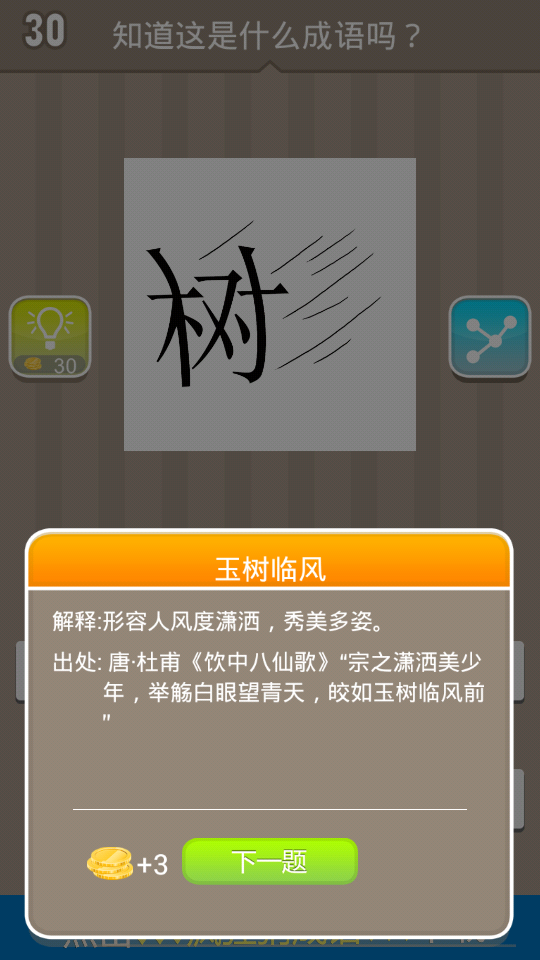 30
知道这是什么成语吗？
树
30
玉树临风
解释:形容人风度潇洒，秀美多姿。
出处: 唐·杜甫《饮中八仙歌》“宗之潇洒美少
年，举觞白眼望青天，皎如玉树临风前
”
+3
下一题